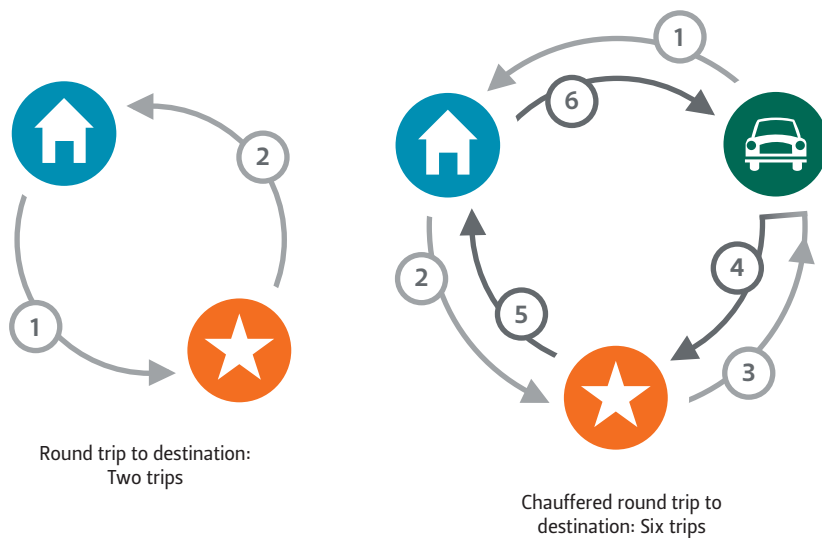 2
1
Round trip to destination:
Two trips
1
6
2
5
4
3
Chauffered round trip to
destination: Six trips